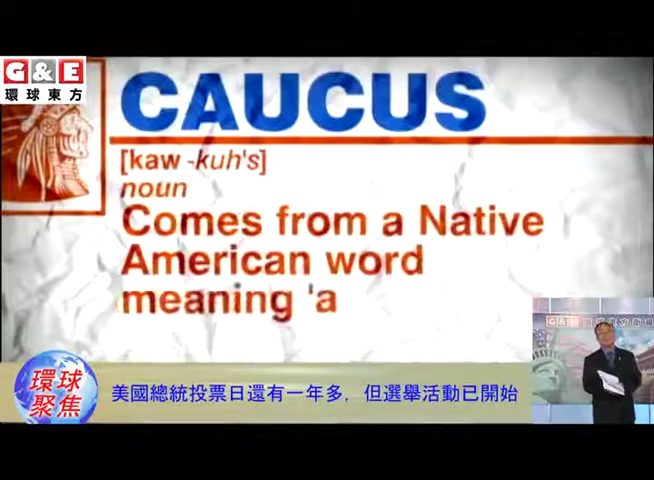 G&E
環球東方
CAUCUS
[kaw -kuh's]
noun
Comes from a Native
American word
meaning 'a
G&E
環球
聚焦
美國總統投票日還有一年多，但選舉活動已開始